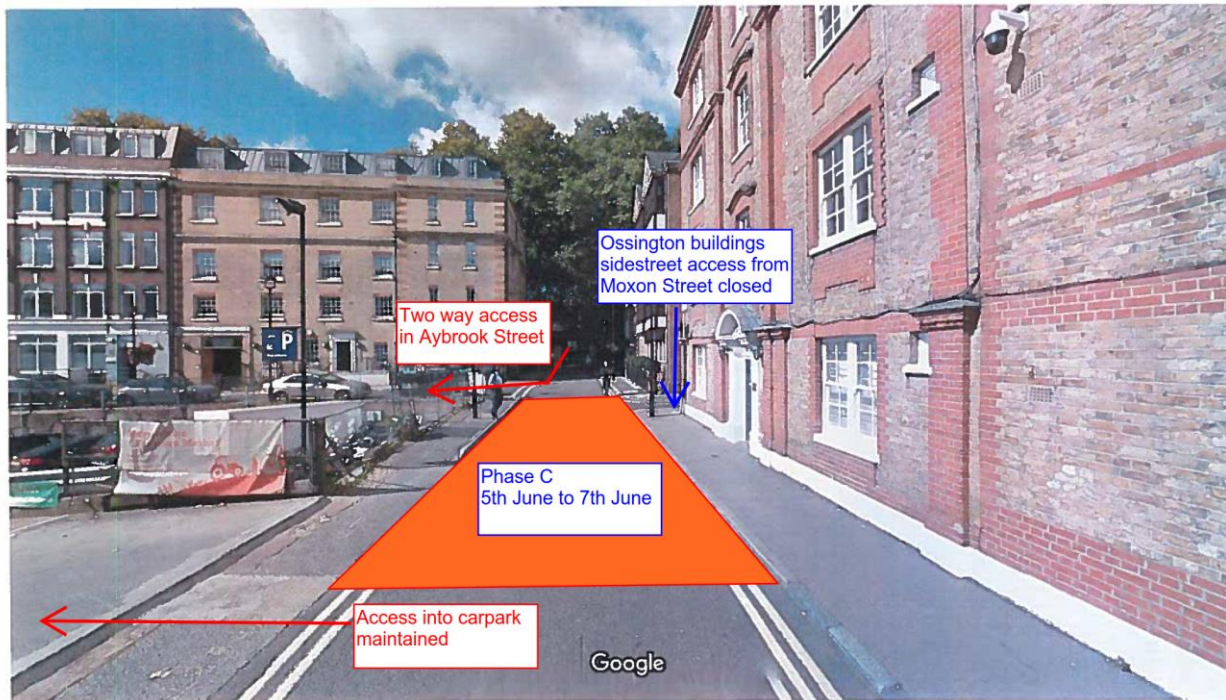 Ossington buildings
sidestreet access from
Moxon Street closed
Two way access
in Aybrook Street
P
Phase C
5th June to 7th June
Access into carpark
maintained
Google